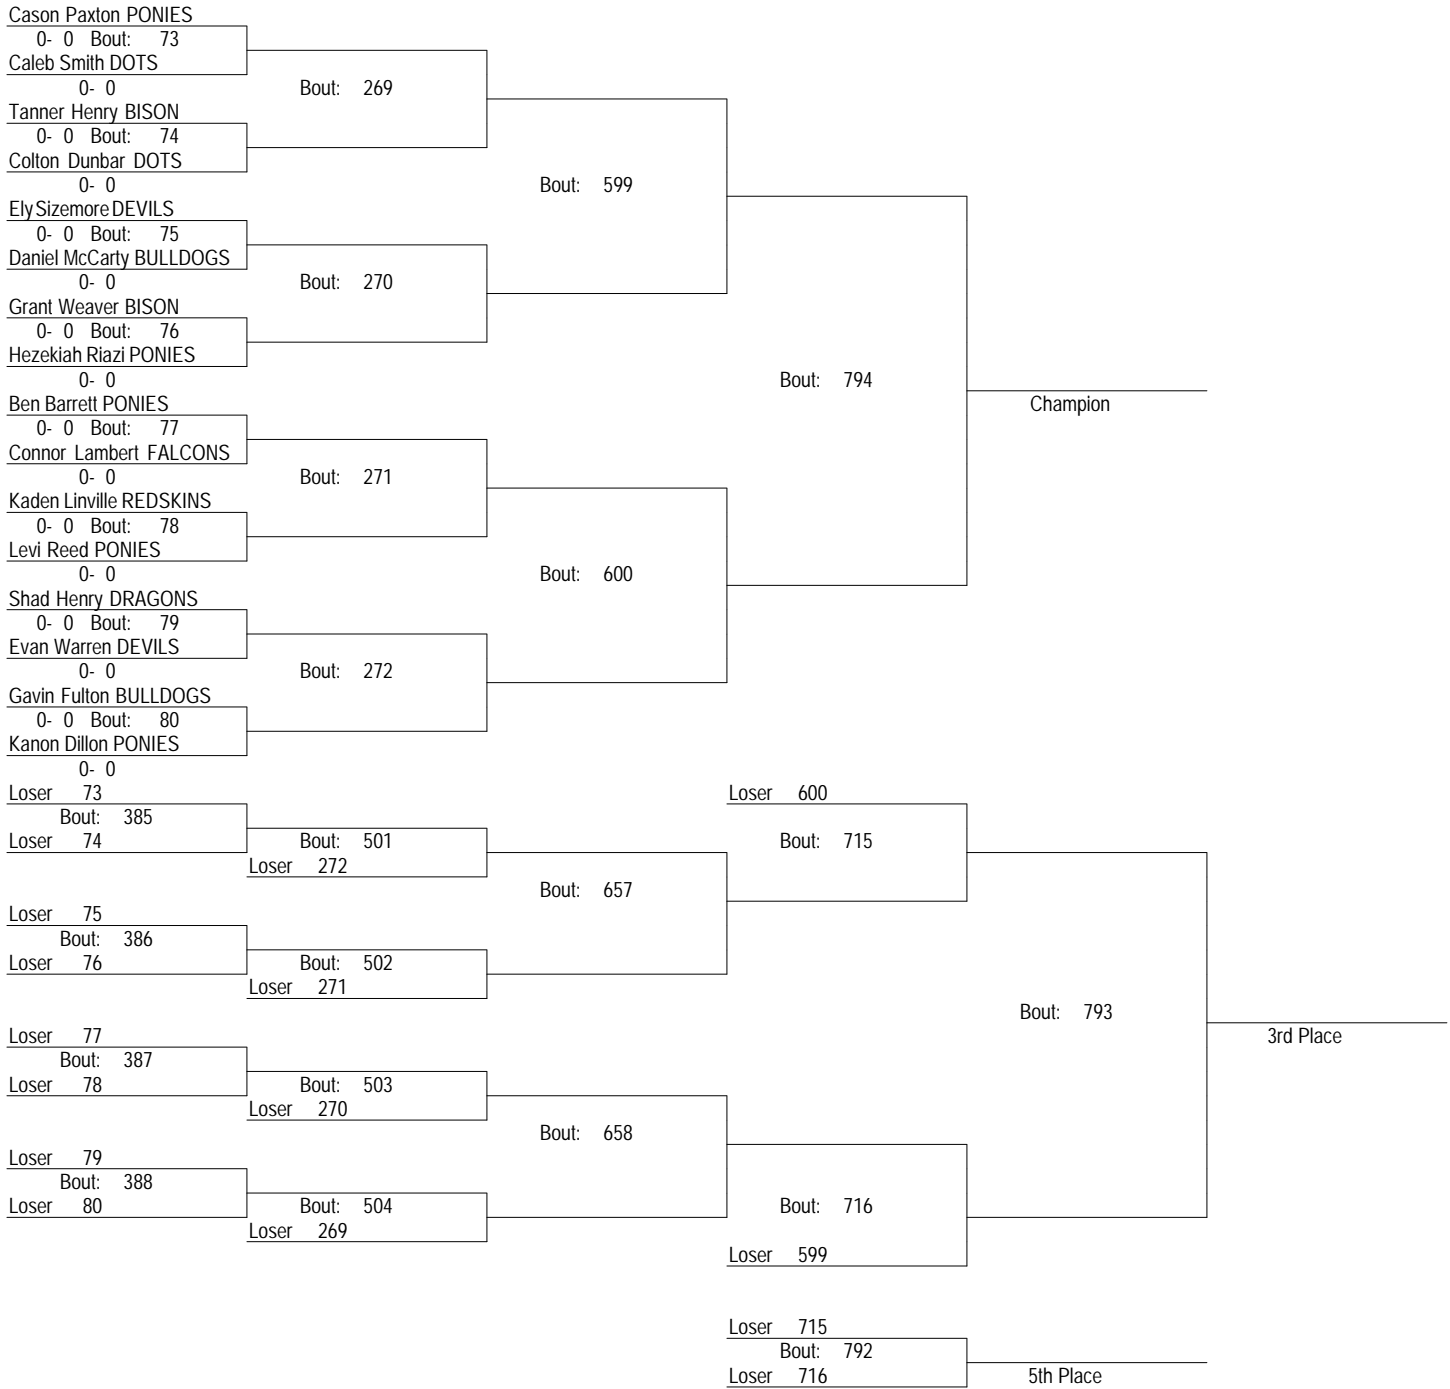 Cason Paxton PONIES
0- 0 Bout: 73
Caleb Smith DOTS
0- 0
Bout: 269
Tanner Henry BISON
0- 0 Bout: 74
Colton Dunbar DOTS
0- 0
Bout: 599
Ely Sizemore DEVILS
0- 0 Bout: 75
Daniel McCarty BULLDOGS
0- 0
Bout: 270
Grant Weaver BISON
0- 0 Bout: 76
Hezekiah Riazi PONIES
0- 0
Bout: 794
Champion
Ben Barrett PONIES
0- 0 Bout: 77
Connor Lambert FALCONS
0- 0
Bout: 271
Kaden Linville REDSKINS
0- 0 Bout: 78
Levi Reed PONIES
0- 0
Bout: 600
Shad Henry DRAGONS
0- 0 Bout: 79
Evan Warren DEVILS
0- 0
Bout: 272
Gavin Fulton BULLDOGS
0- 0 Bout: 80
Kanon Dillon PONIES
0- 0
Loser 73
Bout: 385
Loser 74
Bout: 501
Loser 272
Loser 600
Bout: 715
Bout: 657
Loser 75
Bout: 386
Loser 76
Bout: 502
Loser 271
Bout: 793
3rd Place
Loser 77
Bout: 387
Loser 78
Bout: 503
Loser 270
Bout: 658
Loser 79
Bout: 388
Loser 80
Bout: 504
Loser 269
Bout: 716
Loser 599
Loser 715
Bout: 792
Loser 716
5th Place